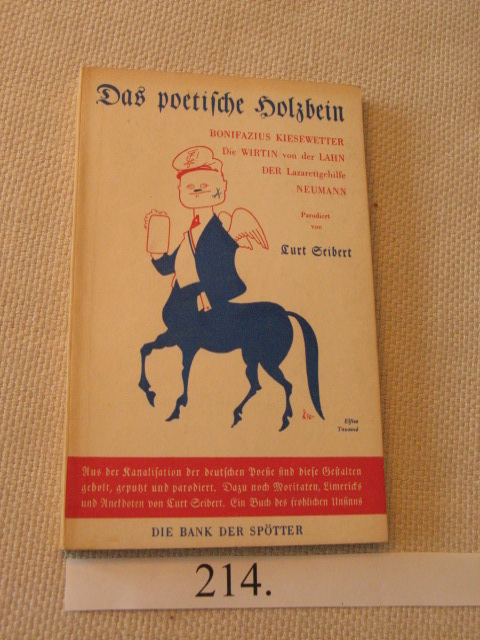 Das poetische Holzbein
BONIFAZIUS KIESEWETTER
Die WIRTIN von der LAHN
DER Lazarettgehilfe
NEUMANN
Parodiert
von
Curt Seibert
Elftes
Tausend
Aus der Kanalisation der deutschen Poesie sind diese Gestalten
geholt, geputzt und parodiert. Dazu noch Moritaten, Limericks
und Anekdoten von Curt Seibert. Ein Buch des fröhlichen Unsinns
DIE BANK DER SPÖTTER
214.